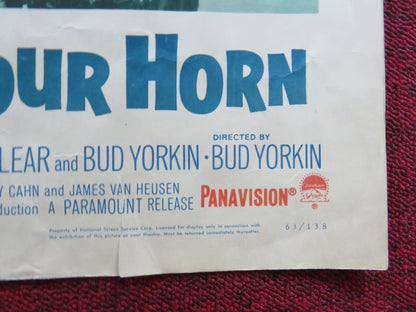 OUR HORN
DIRECTED BY
LEAR and BUD YORKIN · BUD YORKIN
Y CAHN and JAMES VAN HEUSEN
duction A PARAMOUNT RELEASE PANAVISION®
Property of National Screen Service Corp. Licensed for display only in connection with
the exhibition of this picture at your theatre. Must be returned immediately thereafter.
63/138